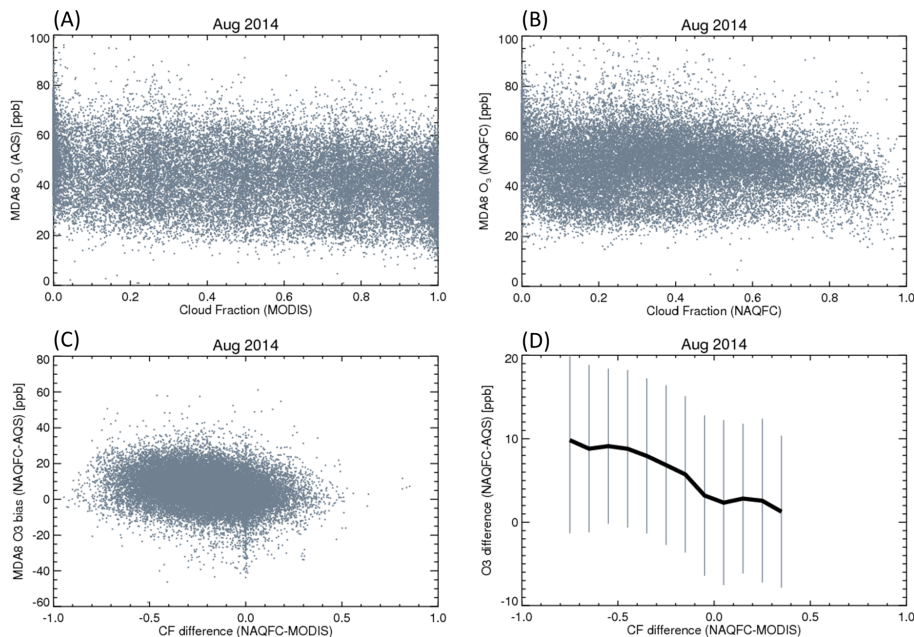 (A)
Aug 2014
MDA8 O₃ (AQS) [ppb]
100
80
60
40
20
0
0.0 0.2 0.4 0.6 0.8 1.0
Cloud Fraction (MODIS)
(B)
Aug 2014
MDA8 O₃ (NAQFC) [ppb]
100
80
60
40
20
0
0.0 0.2 0.4 0.6 0.8 1.0
Cloud Fraction (NAQFC)
(C)
Aug 2014
MDA8 O3 bias (NAQFC-AQS) [ppb]
80
60
40
20
0
-20
-40
-60
-1.0 -0.5 0.0 0.5 1.0
CF difference (NAQFC-MODIS)
(D)
Aug 2014
O3 difference (NAQFC-AQS) [ppb]
20
10
0
-10
-1.0 -0.5 0.0 0.5 1.0
CF difference (NAQFC-MODIS)